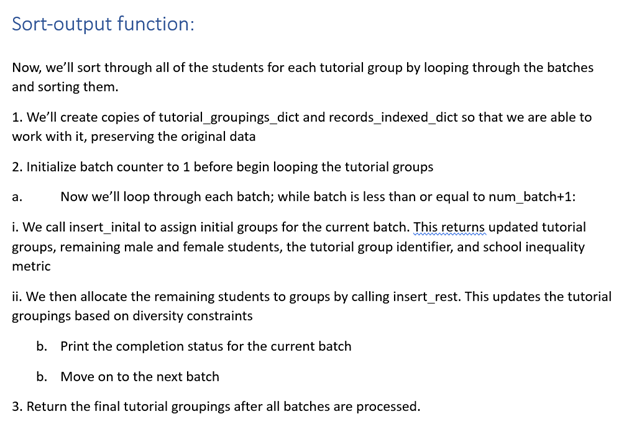 Sort-output function:
Now, we'll sort through all of the students for each tutorial group by looping through the batches
and sorting them.
1. We'll create copies of tutorial_groupings_dict and records_indexed_dict so that we are able to
work with it, preserving the original data
2. Initialize batch counter to 1 before begin looping the tutorial groups
a. Now we'll loop through each batch; while batch is less than or equal to num_batch+1:
i. We call insert_inital to assign initial groups for the current batch. This returns updated tutorial
groups, remaining male and female students, the tutorial group identifier, and school inequality
metric
ii. We then allocate the remaining students to groups by calling insert_rest. This updates the tutorial
groupings based on diversity constraints
b. Print the completion status for the current batch
b. Move on to the next batch
3. Return the final tutorial groupings after all batches are processed.